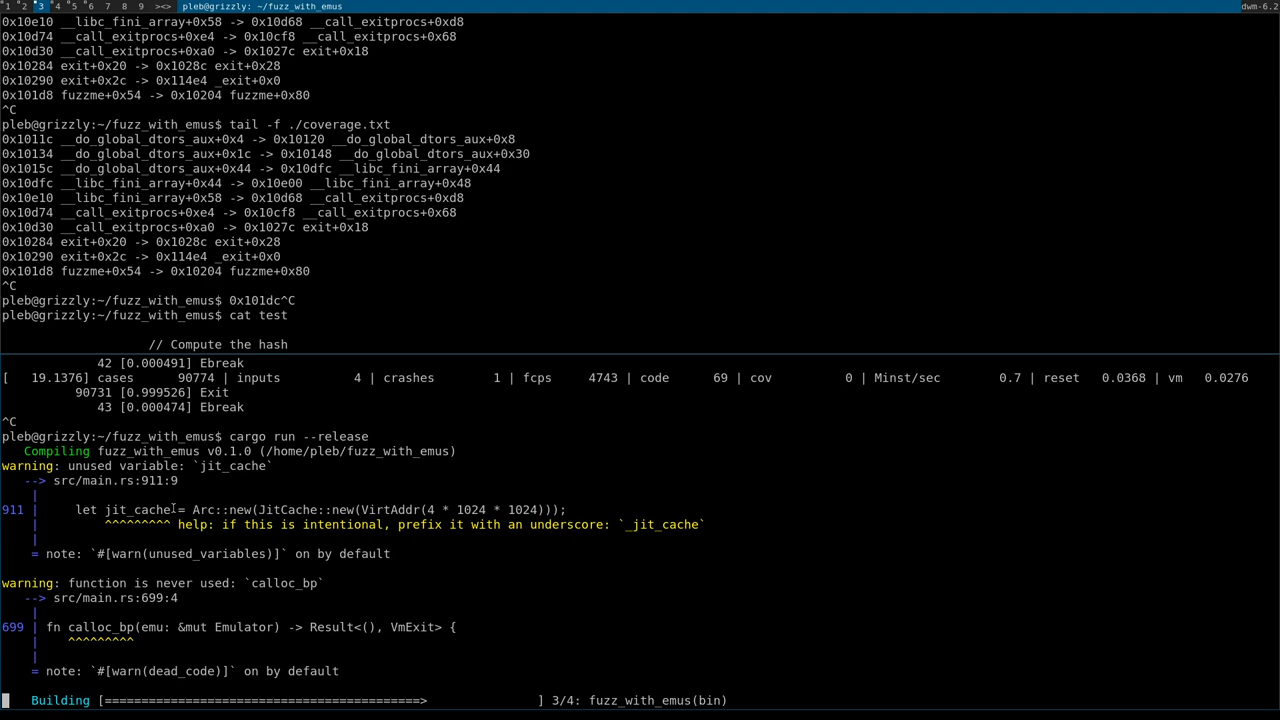 1 2 3 4 5 6 7 8 9 ><> pleb@grizzly: ~/fuzz_with_emus dwm-6.2
0x10e10 __libc_fini_array+0x58 -> 0x10d68 __call_exitprocs+0xd8
0x10d74 __call_exitprocs+0xe4 -> 0x10cf8 __call_exitprocs+0x68
0x10d30 __call_exitprocs+0xa0 -> 0x1027c exit+0x18
0x10284 exit+0x20 -> 0x1028c exit+0x28
0x10290 exit+0x2c -> 0x114e4 _exit+0x0
0x101d8 fuzzme+0x54 -> 0x10204 fuzzme+0x80
^C
pleb@grizzly:~/fuzz_with_emus$ tail -f ./coverage.txt
0x1011c __do_global_dtors_aux+0x4 -> 0x10120 __do_global_dtors_aux+0x8
0x10134 __do_global_dtors_aux+0x1c -> 0x10148 __do_global_dtors_aux+0x30
0x1015c __do_global_dtors_aux+0x44 -> 0x10dfc __libc_fini_array+0x44
0x10dfc __libc_fini_array+0x44 -> 0x10e00 __libc_fini_array+0x48
0x10e10 __libc_fini_array+0x58 -> 0x10d68 __call_exitprocs+0xd8
0x10d74 __call_exitprocs+0xe4 -> 0x10cf8 __call_exitprocs+0x68
0x10d30 __call_exitprocs+0xa0 -> 0x1027c exit+0x18
0x10284 exit+0x20 -> 0x1028c exit+0x28
0x10290 exit+0x2c -> 0x114e4 _exit+0x0
0x101d8 fuzzme+0x54 -> 0x10204 fuzzme+0x80
^C
pleb@grizzly:~/fuzz_with_emus$ 0x101dc^C
pleb@grizzly:~/fuzz_with_emus$ cat test
// Compute the hash
42 [0.000491] Ebreak
[ 19.1376] cases 90774 | inputs 4 | crashes 1 | fcps 4743 | code 69 | cov 0 | Minst/sec 0.7 | reset 0.0368 | vm 0.0276
90731 [0.999526] Exit
43 [0.000474] Ebreak
^C
pleb@grizzly:~/fuzz_with_emus$ cargo run --release
Compiling fuzz_with_emus v0.1.0 (/home/pleb/fuzz_with_emus)
warning: unused variable: `jit_cache`
--> src/main.rs:911:9
|
911 | let jit_cache = Arc::new(JitCache::new(VirtAddr(4 * 1024 * 1024)));
| ^^^^^^^^^ help: if this is intentional, prefix it with an underscore: `_jit_cache`
|
= note: `#[warn(unused_variables)]` on by default
warning: function is never used: `calloc_bp`
--> src/main.rs:699:4
|
699 | fn calloc_bp(emu: &mut Emulator) -> Result<(), VmExit> {
| ^^^^^^^^^
|
= note: `#[warn(dead_code)]` on by default
Building [===========================================> ] 3/4: fuzz_with_emus(bin)